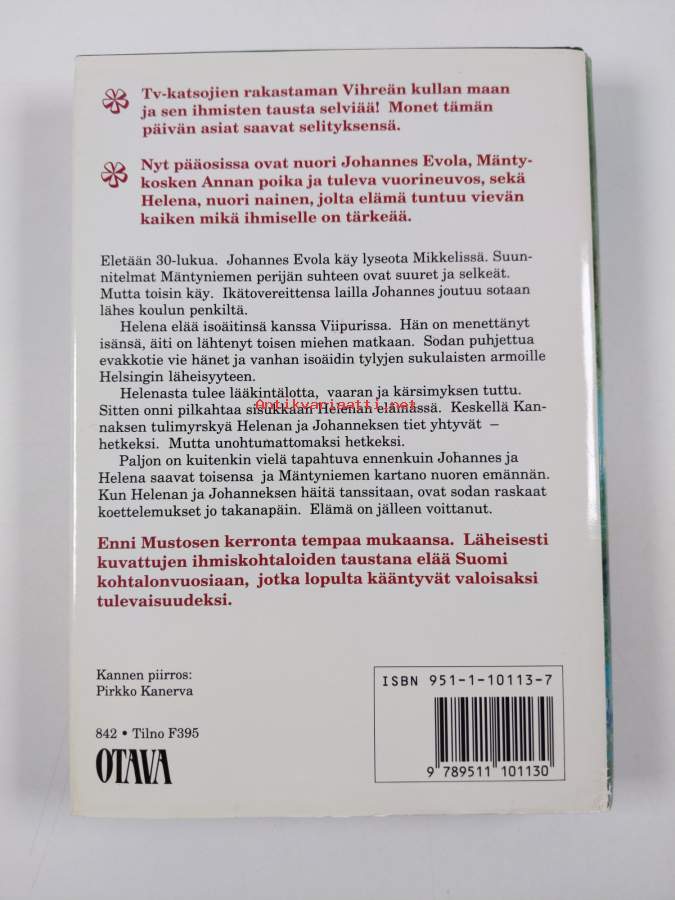 Tv-katsojien rakastaman Vihreän kullan maan
ja sen ihmisten tausta selviää! Monet tämän
päivän asiat saavat selityksensä.
Nyt pääosissa ovat nuori Johannes Evola, Mänty-
kosken Annan poika ja tuleva vuorineuvos, sekä
Helena, nuori nainen, jolta elämä tuntuu vievän
kaiken mikä ihmiselle on tärkeää.
Eletään 30-lukua. Johannes Evola käy lyseota Mikkelissä. Suun-
nitelmat Mäntyniemen perijän suhteen ovat suuret ja selkeät.
Mutta toisin käy. Ikätovereittensa lailla Johannes joutuu sotaan
lähes koulun penkiltä.
Helena elää isoäitinsä kanssa Viipurissa. Hän on menettänyt
isänsä, äiti on lähtenyt toisen miehen matkaan. Sodan puhjettua
evakkotie vie hänet ja vanhan isoäidin tylyjen sukulaisten armoille
Helsingin läheisyyteen.
Helenasta tulee lääkintälotta, vaaran ja kärsimyksen tuttu.
Sitten onni pilkahtaa sisukkaan Helenan elämässä. Keskellä Kan-
naksen tulimyrskyä Helenan ja Johanneksen tiet yhtyvät –
hetkeksi. Mutta unohtumattomaksi hetkeksi.
Paljon on kuitenkin vielä tapahtuva ennenkuin Johannes ja
Helena saavat toisensa ja Mäntyniemen kartano nuoren emännän.
Kun Helenan ja Johanneksen häitä tanssitaan, ovat sodan raskaat
koettelemukset jo takanapäin. Elämä on jälleen voittanut.
Enni Mustosen kerronta tempaa mukaansa. Läheisesti
kuvattujen ihmiskohtaloiden taustana elää Suomi
kohtalonvuosiaan, jotka lopulta kääntyvät valoisaksi
tulevaisuudeksi.
Antikvariaatti.net
Kannen piirros:
Pirkko Kanerva
842 • Tilno F395
OTAVA
ISBN 951-1-10113-7
9 789511 101130